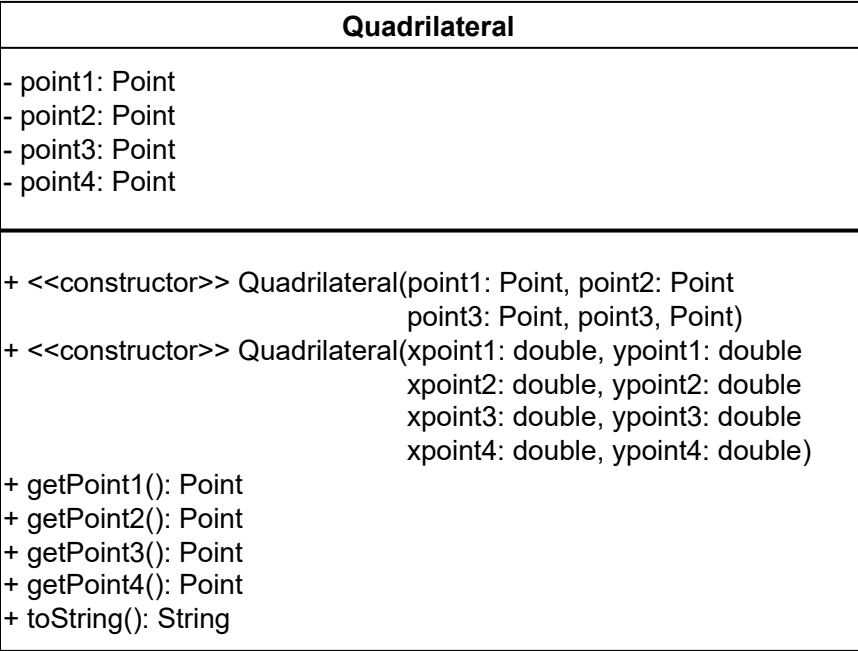 Quadrilateral
- point1: Point
- point2: Point
- point3: Point
- point4: Point
+ <<constructor>> Quadrilateral(point1: Point, point2: Point
point3: Point, point3, Point)
+ <<constructor>> Quadrilateral(xpoint1: double, ypoint1: double
xpoint2: double, ypoint2: double
xpoint3: double, ypoint3: double
xpoint4: double, ypoint4: double)
+ getPoint1(): Point
+ getPoint2(): Point
+ getPoint3(): Point
+ getPoint4(): Point
+ toString(): String